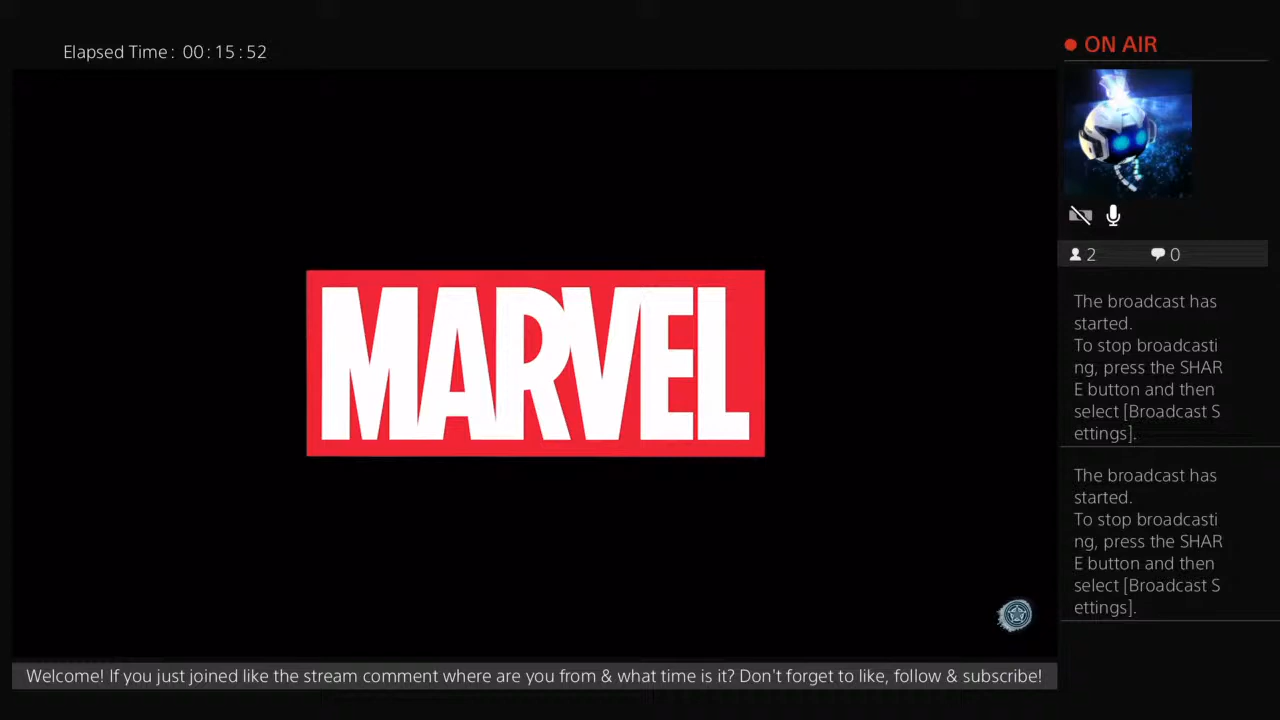 Elapsed Time: 00:15:52
ON AIR
MARVEL
2 0
The broadcast has
started.
To stop broadcasti
ng, press the SHAR
E button and then
select [Broadcast S
ettings].
The broadcast has
started.
To stop broadcasti
ng, press the SHAR
E button and then
select [Broadcast S
ettings].
Welcome! If you just joined like the stream comment where are you from & what time is it? Don't forget to like, follow & subscribe!